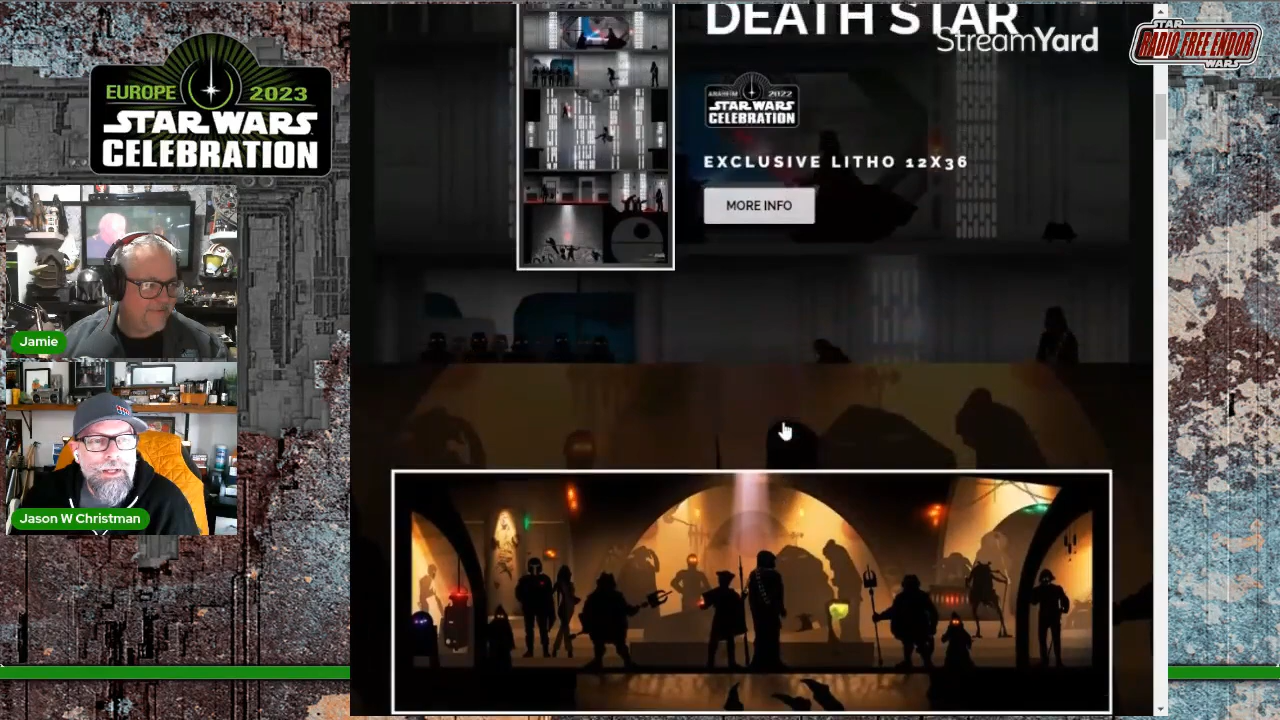 EUROPE 2023
STAR WARS
CELEBRATION
DEATH STAR
StreamYard
STAR
RADIO FREE ENDOR
WARS
ANAHEIM 2022
STAR WARS
CELEBRATION
EXCLUSIVE LITHO 12X36
MORE INFO
Jamie
Jason W Christman